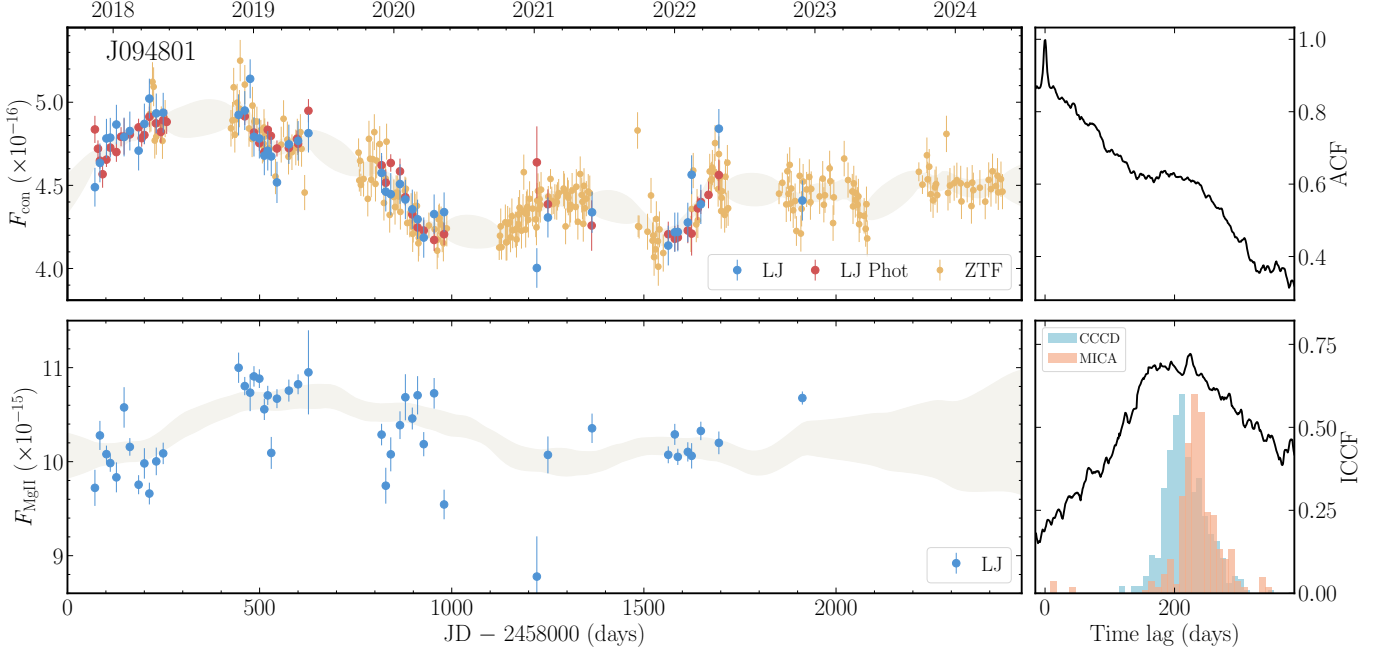 2018 2019 2020 2021 2022 2023 2024
J094801
5.0
4.5
4.0
F_con (×10^−16)
LJ LJ Phot ZTF
1.0
0.8
0.6
0.4
ACF
11
10
9
F_MgII (×10^−15)
LJ
CCCD
MICA
0.75
0.50
0.25
0.00
ICCF
0 500 1000 1500 2000
JD − 2458000 (days)
0 200
Time lag (days)